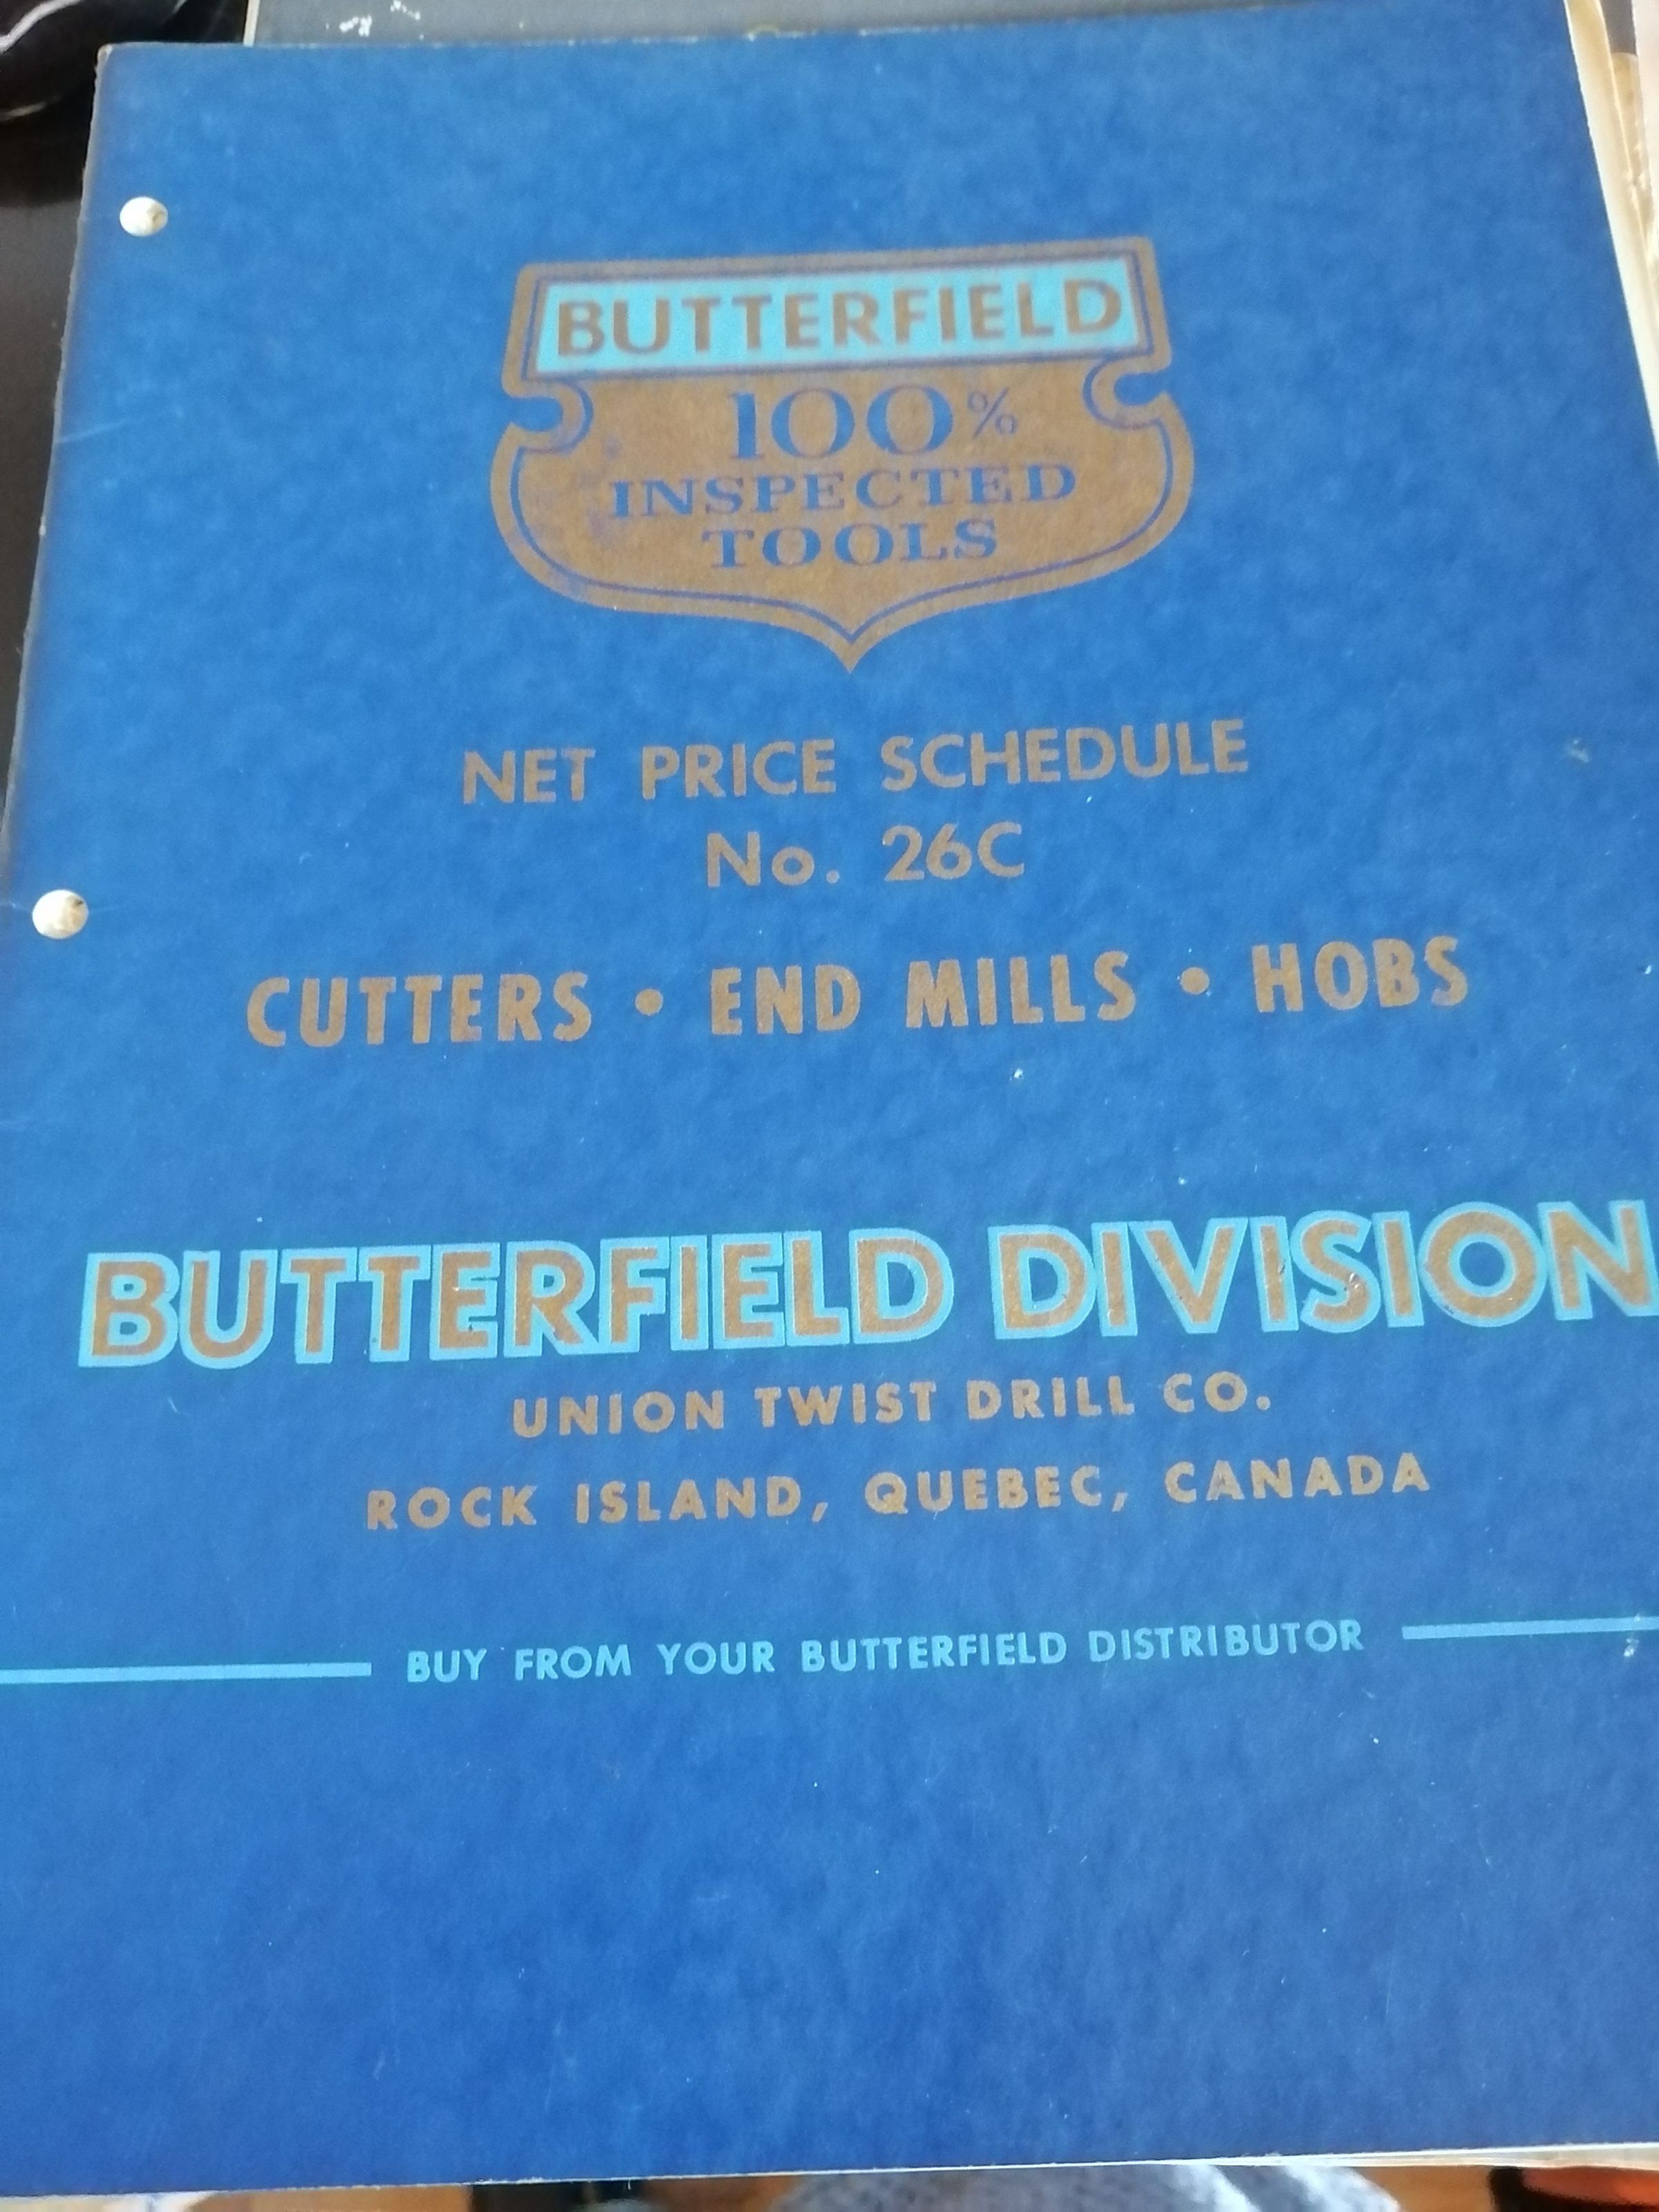 BUTTERFIELD
100%
INSPECTED
TOOLS
NET PRICE SCHEDULE
No. 26C
CUTTERS • END MILLS • HOBS
BUTTERFIELD DIVISION
UNION TWIST DRILL CO.
ROCK ISLAND, QUEBEC, CANADA
BUY FROM YOUR BUTTERFIELD DISTRIBUTOR